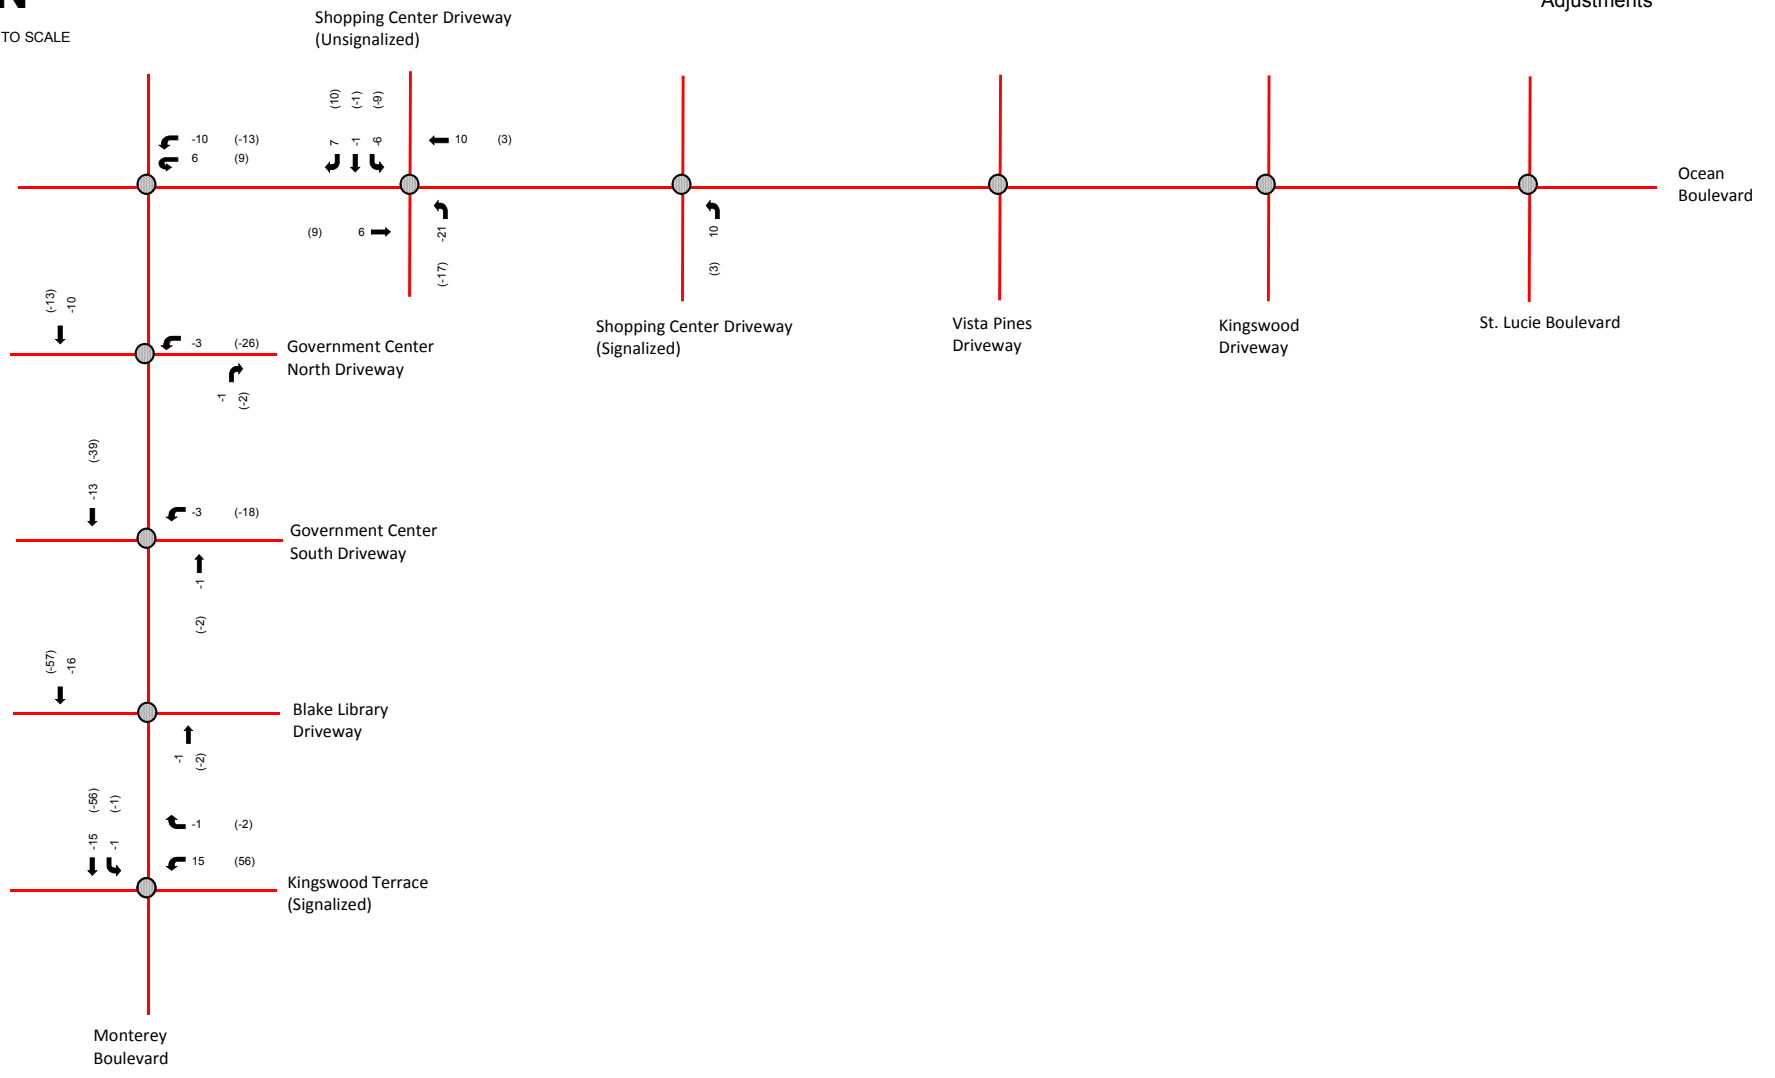 N
Adjustments
TO SCALE
Shopping Center Driveway
(Unsignalized)
(10) (-1) (-9)
7 -1 -6
-10 (-13)
6 (9)
10 (3)
Ocean
Boulevard
(9) 6
-21
(-17)
10
(3)
(-13)
-10
Shopping Center Driveway
(Signalized)
Vista Pines
Driveway
Kingswood
Driveway
St. Lucie Boulevard
-3 (-26)
Government Center
North Driveway
-1
(-2)
(-39)
-13
-3 (-18)
Government Center
South Driveway
-1
(-2)
(-57)
-16
Blake Library
Driveway
-1
(-2)
(-56) (-1)
-15 -1
-1 (-2)
15 (56)
Kingswood Terrace
(Signalized)
Monterey
Boulevard